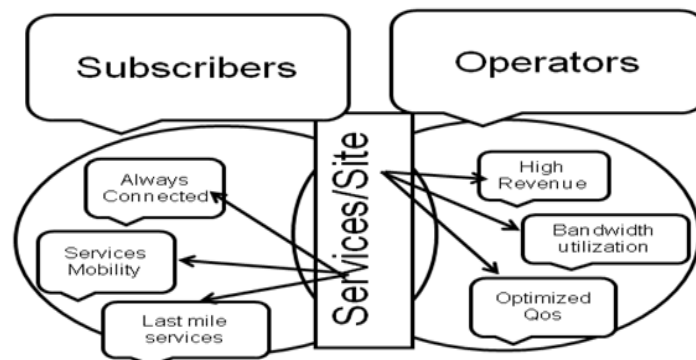 Subscribers
Operators
Services/Site
Always
Connected
Services
Mobility
Last mile
services
High
Revenue
Bandwidth
utilization
Optimized
Qos